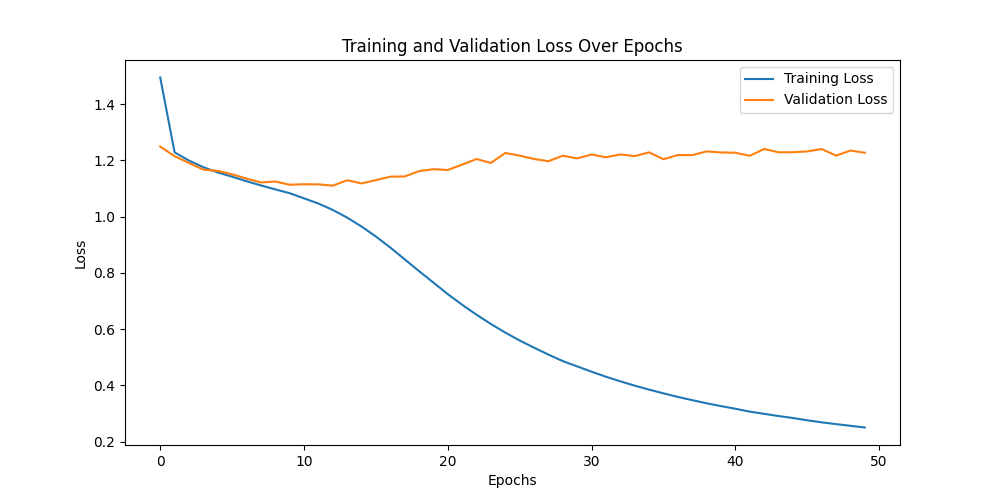 Training and Validation Loss Over Epochs
Training Loss
Validation Loss
1.4
1.2
1.0
0.8
0.6
0.4
0.2
Loss
0 10 20 30 40 50
Epochs